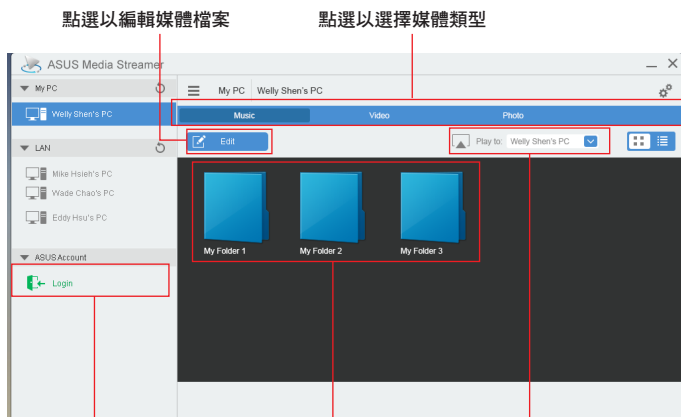 點選以編輯媒體檔案
點選以選擇媒體類型
ASUS Media Streamer
My PC
My PC Welly Shen's PC
Welly Shen's PC
Music Video Photo
Edit
Play to: Welly Shen's PC
LAN
Mike Hsieh's PC
Wade Chao's PC
Eddy Hsu's PC
My Folder 1 My Folder 2 My Folder 3
ASUS Account
Login